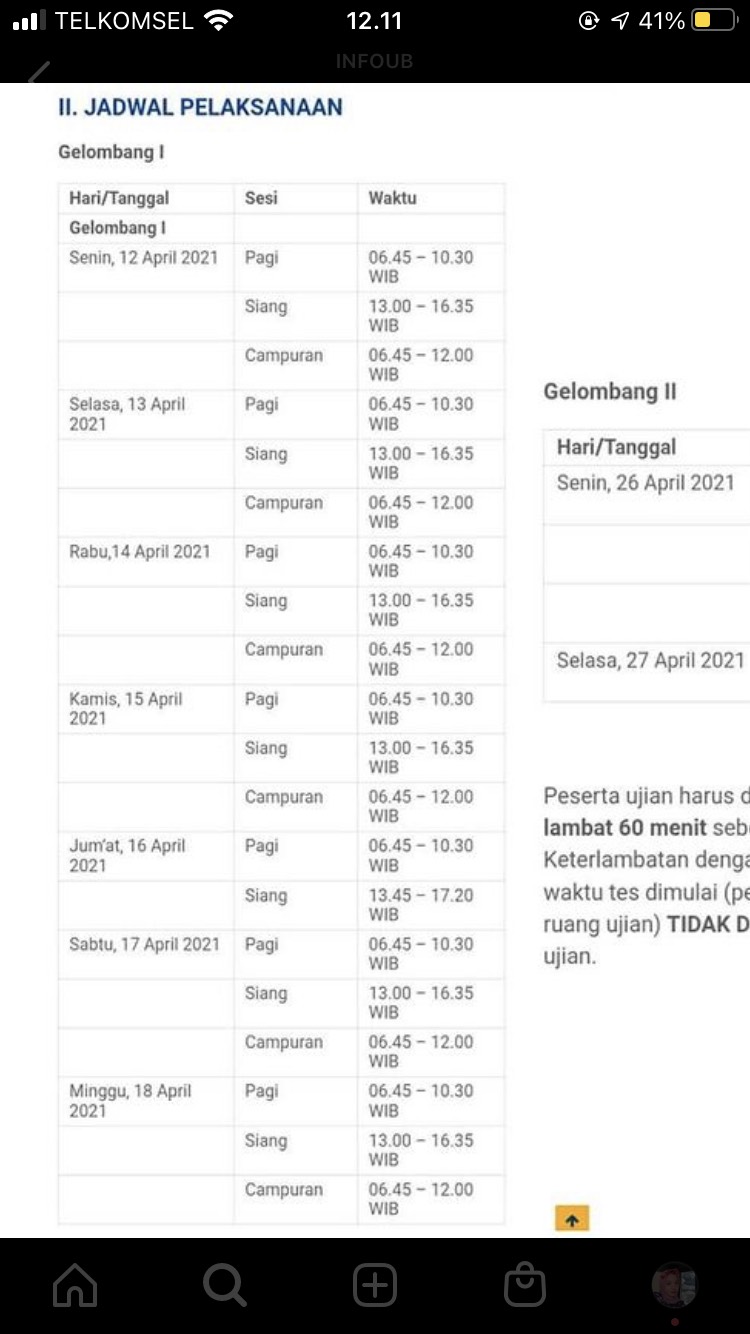 TELKOMSEL 12.11 41%
INFOUB
II. JADWAL PELAKSANAAN
Gelombang I
Hari/Tanggal Sesi Waktu
Gelombang I
Senin, 12 April 2021 Pagi 06.45 – 10.30
WIB
Siang 13.00 – 16.35
WIB
Campuran 06.45 – 12.00
WIB
Selasa, 13 April Pagi 06.45 – 10.30
2021 WIB
Siang 13.00 – 16.35
WIB
Campuran 06.45 – 12.00
WIB
Rabu,14 April 2021 Pagi 06.45 – 10.30
WIB
Siang 13.00 – 16.35
WIB
Campuran 06.45 – 12.00
WIB
Kamis, 15 April Pagi 06.45 – 10.30
2021 WIB
Siang 13.00 – 16.35
WIB
Campuran 06.45 – 12.00
WIB
Jum'at, 16 April Pagi 06.45 – 10.30
2021 WIB
Siang 13.45 – 17.20
WIB
Sabtu, 17 April 2021 Pagi 06.45 – 10.30
WIB
Siang 13.00 – 16.35
WIB
Campuran 06.45 – 12.00
WIB
Minggu, 18 April Pagi 06.45 – 10.30
2021 WIB
Siang 13.00 – 16.35
WIB
Campuran 06.45 – 12.00
WIB
Gelombang II
Hari/Tanggal
Senin, 26 April 2021
Selasa, 27 April 2021
Peserta ujian harus d
lambat 60 menit seb
Keterlambatan denga
waktu tes dimulai (pe
ruang ujian) TIDAK D
ujian.